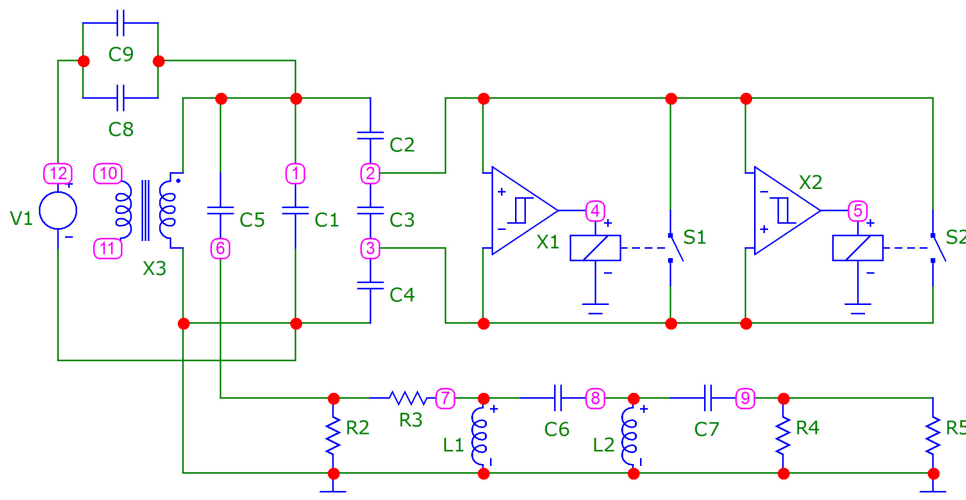 C9
C8
12
10
+
V1
−
11
X3
C5
6
1
C1
C2
2
C3
3
C4
+
−
X1
4
+
−
S1
−
+
X2
5
+
−
S2
R2
R3
7
+
L1
C6
8
+
L2
C7
9
R4
R5